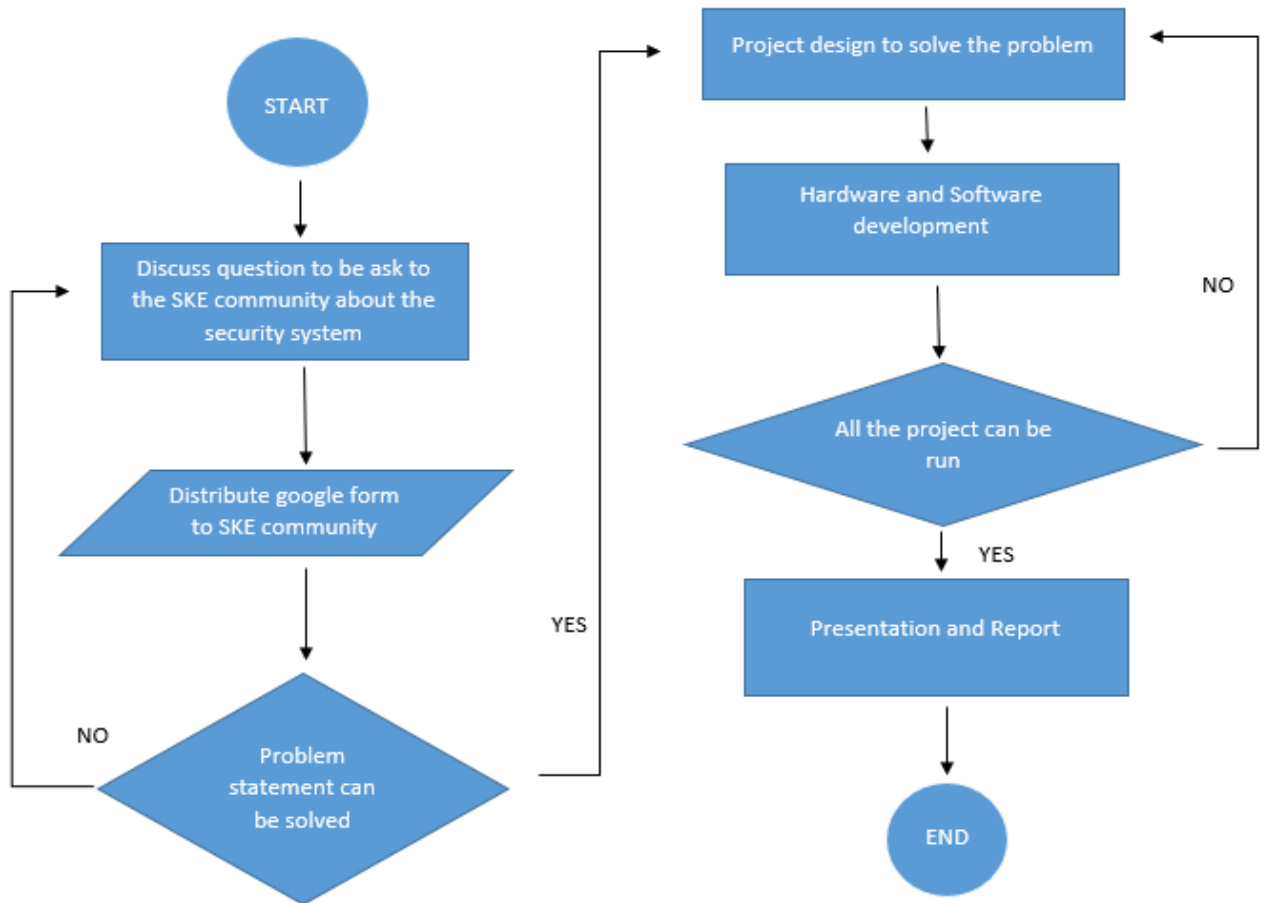 START
Discuss question to be ask to
the SKE community about the
security system
Distribute google form
to SKE community
Problem
statement can
be solved
NO
YES
Project design to solve the problem
Hardware and Software
development
All the project can be
run
NO
YES
Presentation and Report
END